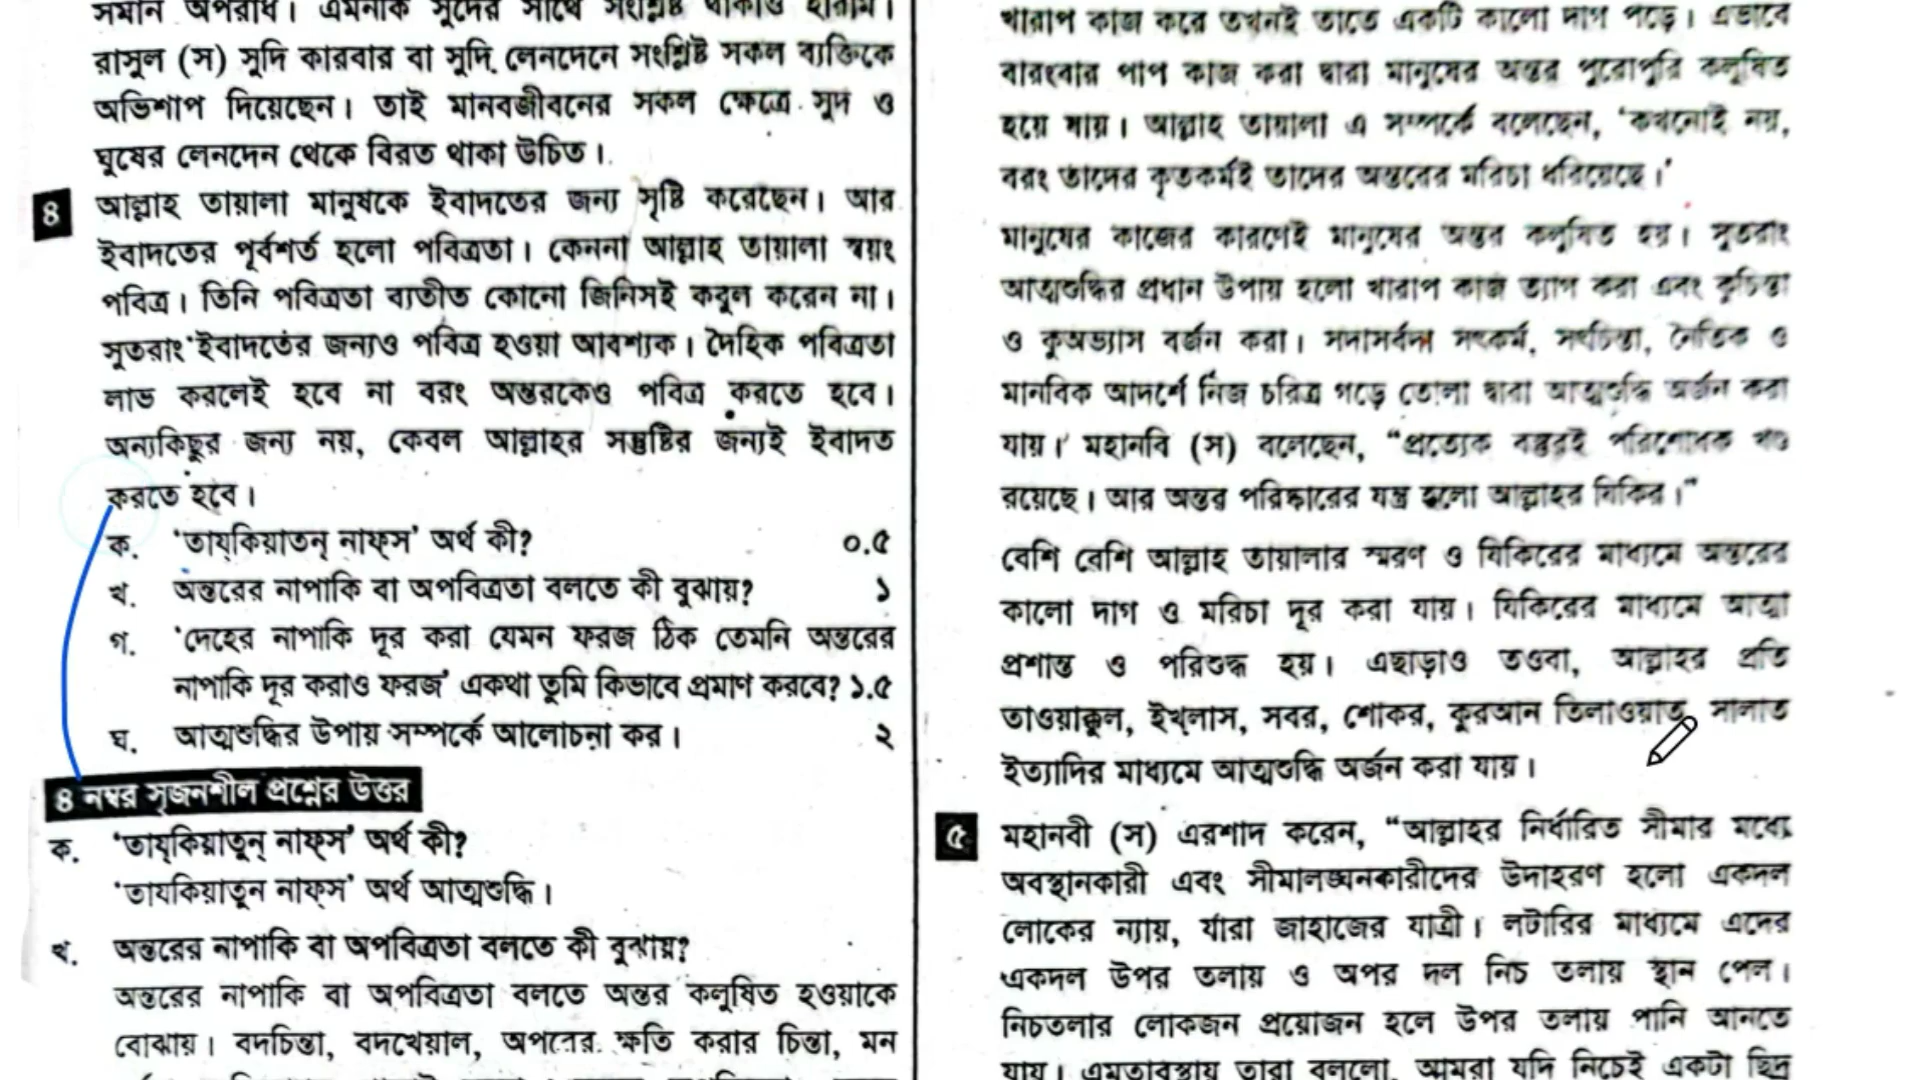 সমান অপরাধ। এমনকি সুদের সাথে সংশ্লিষ্ট থাকাও হারাম।
রাসুল (স) সুদি কারবার বা সুদি লেনদেনে সংশ্লিষ্ট সকল ব্যক্তিকে
অভিশাপ দিয়েছেন। তাই মানবজীবনের সকল ক্ষেত্রে সুদ ও
ঘুষের লেনদেন থেকে বিরত থাকা উচিত।
৪ আল্লাহ তায়ালা মানুষকে ইবাদতের জন্য সৃষ্টি করেছেন। আর
ইবাদতের পূর্বশর্ত হলো পবিত্রতা। কেননা আল্লাহ তায়ালা স্বয়ং
পবিত্র। তিনি পবিত্রতা ব্যতীত কোনো জিনিসই কবুল করেন না।
সুতরাং ইবাদতের জন্যও পবিত্র হওয়া আবশ্যক। দৈহিক পবিত্রতা
লাভ করলেই হবে না বরং অন্তরকেও পবিত্র করতে হবে।
অন্যকিছুর জন্য নয়, কেবল আল্লাহর সন্তুষ্টির জন্যই ইবাদত
করতে হবে।
ক. ‘তায্‌কিয়াতন্ নাফ্‌স’ অর্থ কী? ০.৫
খ. অন্তরের নাপাকি বা অপবিত্রতা বলতে কী বুঝায়? ১
গ. ‘দেহের নাপাকি দূর করা যেমন ফরজ ঠিক তেমনি অন্তরের
নাপাকি দূর করাও ফরজ’ একথা তুমি কিভাবে প্রমাণ করবে? ১.৫
ঘ. আত্মশুদ্ধির উপায় সম্পর্কে আলোচনা কর। ২
৪ নম্বর সৃজনশীল প্রশ্নের উত্তর
ক. ‘তায্‌কিয়াতুন্ নাফ্‌স’ অর্থ কী?
‘তাযকিয়াতুন নাফ্‌স’ অর্থ আত্মশুদ্ধি।
খ. অন্তরের নাপাকি বা অপবিত্রতা বলতে কী বুঝায়?
অন্তরের নাপাকি বা অপবিত্রতা বলতে অন্তর কলুষিত হওয়াকে
বোঝায়। বদচিন্তা, বদখেয়াল, অপরের ক্ষতি করার চিন্তা, মন
খারাপ কাজ করে তখনই তাতে একটি কালো দাগ পড়ে। এভাবে
বারংবার পাপ কাজ করা দ্বারা মানুষের অন্তর পুরোপুরি কলুষিত
হয়ে যায়। আল্লাহ তায়ালা এ সম্পর্কে বলেছেন, ‘কখনোই নয়,
বরং তাদের কৃতকর্মই তাদের অন্তরের মরিচা ধরিয়েছে।’
মানুষের কাজের কারণেই মানুষের অন্তর কলুষিত হয়। সুতরাং
আত্মশুদ্ধির প্রধান উপায় হলো খারাপ কাজ ত্যাগ করা এবং কুচিন্তা
ও কুঅভ্যাস বর্জন করা। সদাসর্বদা সৎকর্ম, সৎচিন্তা, নৈতিক ও
মানবিক আদর্শে নিজ চরিত্র গড়ে তোলা দ্বারা আত্মশুদ্ধি অর্জন করা
যায়। মহানবি (স) বলেছেন, “প্রত্যেক বস্তুরই পরিশোধক যন্ত্র
রয়েছে। আর অন্তর পরিষ্কারের যন্ত্র হলো আল্লাহর যিকির।”
বেশি বেশি আল্লাহ তায়ালার স্মরণ ও যিকিরের মাধ্যমে অন্তরের
কালো দাগ ও মরিচা দূর করা যায়। যিকিরের মাধ্যমে আত্মা
প্রশান্ত ও পরিশুদ্ধ হয়। এছাড়াও তওবা, আল্লাহর প্রতি
তাওয়াক্কুল, ইখ্‌লাস, সবর, শোকর, কুরআন তিলাওয়াত, সালাত
ইত্যাদির মাধ্যমে আত্মশুদ্ধি অর্জন করা যায়।
৫ মহানবী (স) এরশাদ করেন, “আল্লাহর নির্ধারিত সীমার মধ্যে
অবস্থানকারী এবং সীমালঙ্ঘনকারীদের উদাহরণ হলো একদল
লোকের ন্যায়, যাঁরা জাহাজের যাত্রী। লটারির মাধ্যমে এদের
একদল উপর তলায় ও অপর দল নিচ তলায় স্থান পেল।
নিচতলার লোকজন প্রয়োজন হলে উপর তলায় পানি আনতে
যায়। এমতাবস্থায় তারা বললো, আমরা যদি নিচেই একটা ছিদ্র